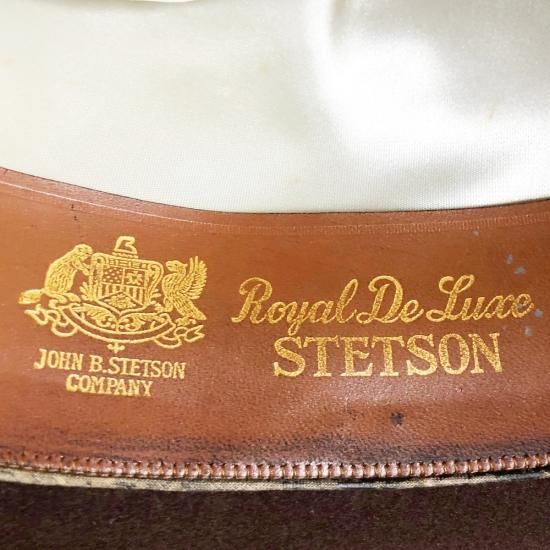 JOHN B. STETSON
COMPANY
Royal De Luxe
STETSON